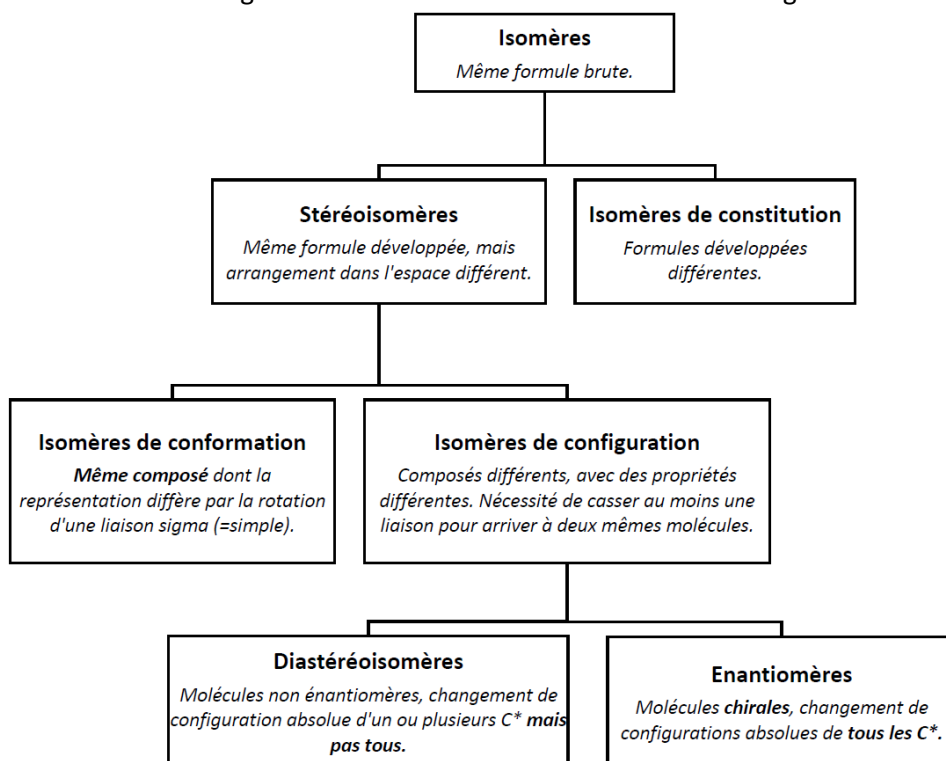 Isomères
Même formule brute.
Stéréoisomères
Même formule développée, mais
arrangement dans l'espace différent.
Isomères de constitution
Formules développées
différentes.
Isomères de conformation
Même composé dont la
représentation diffère par la rotation
d'une liaison sigma (=simple).
Isomères de configuration
Composés différents, avec des propriétés
différentes. Nécessité de casser au moins une
liaison pour arriver à deux mêmes molécules.
Diastéréoisomères
Molécules non énantiomères, changement de
configuration absolue d'un ou plusieurs C* mais
pas tous.
Enantiomères
Molécules chirales, changement de
configurations absolues de tous les C*.